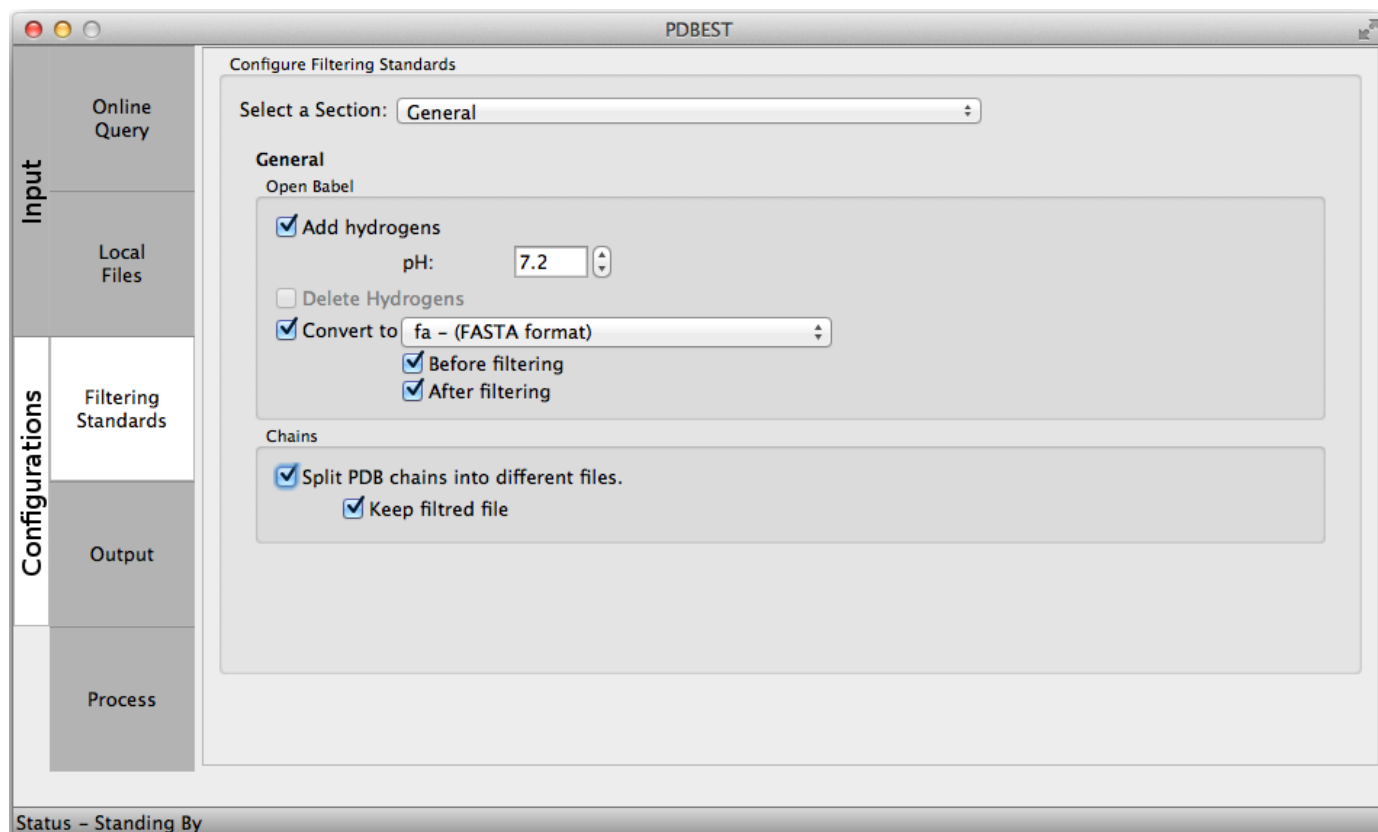 PDBEST
Input
Online
Query
Local
Files
Configurations
Filtering
Standards
Output
Process
Configure Filtering Standards
Select a Section: General
General
Open Babel
Add hydrogens
pH: 7.2
Delete Hydrogens
Convert to fa – (FASTA format)
Before filtering
After filtering
Chains
Split PDB chains into different files.
Keep filtred file
Status – Standing By